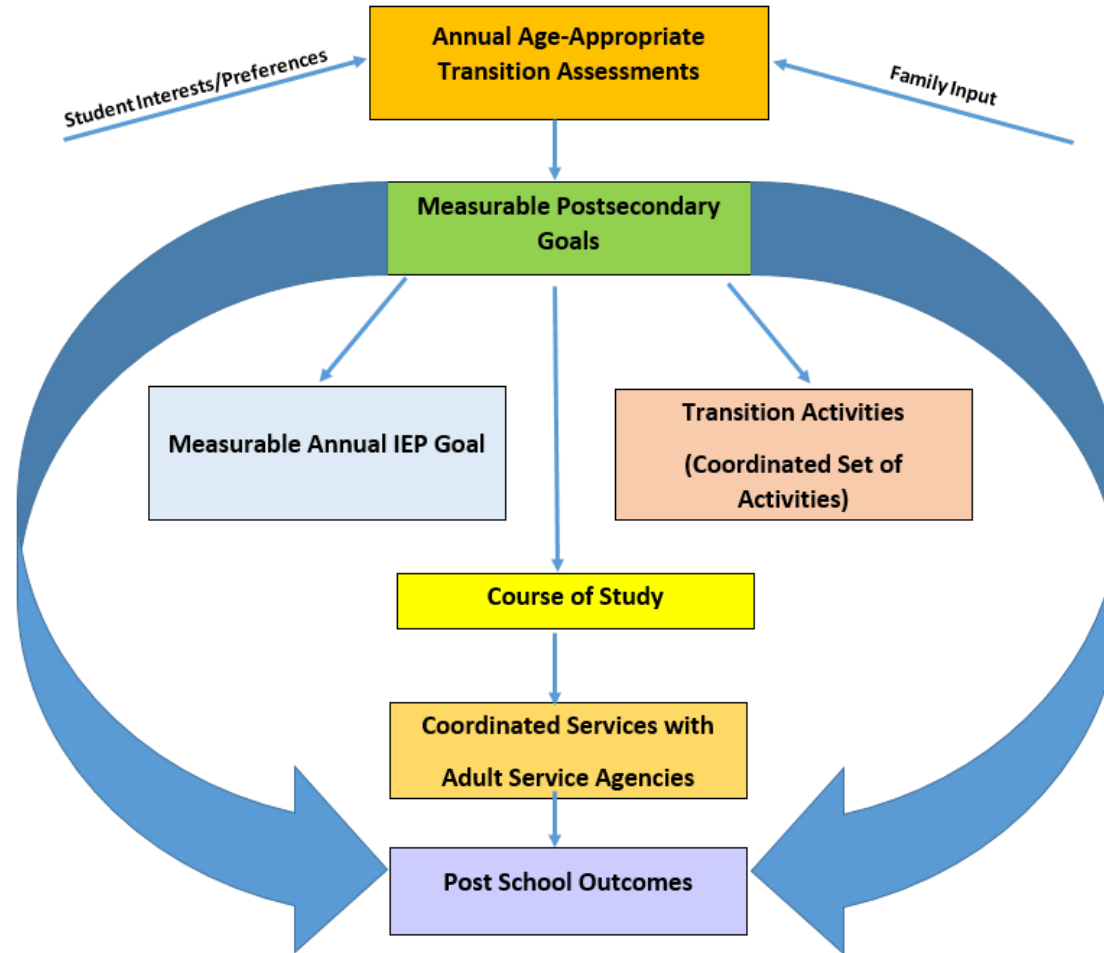 Annual Age-Appropriate
Transition Assessments
Student Interests/Preferences
Family Input
Measurable Postsecondary
Goals
Measurable Annual IEP Goal
Transition Activities
(Coordinated Set of
Activities)
Course of Study
Coordinated Services with
Adult Service Agencies
Post School Outcomes